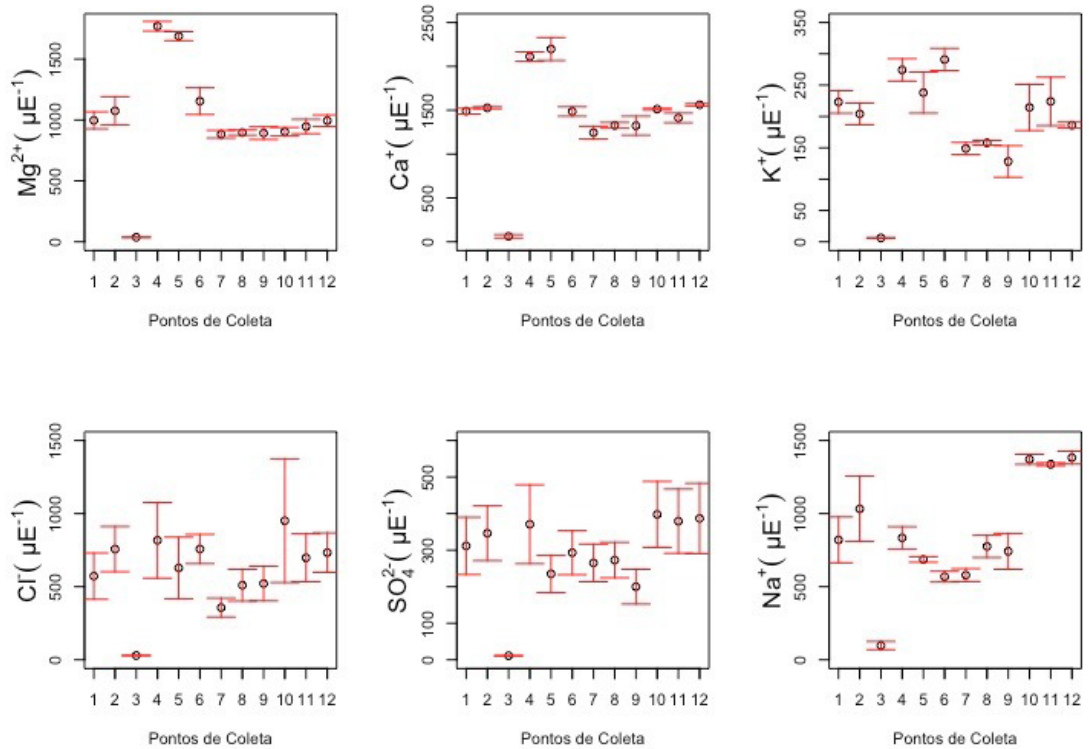 Mg²⁺( µE⁻¹)
0 500 1000 1500
1 2 3 4 5 6 7 8 9 10 11 12
Pontos de Coleta
Ca⁺( µE⁻¹)
0 500 1500 2500
1 2 3 4 5 6 7 8 9 10 11 12
Pontos de Coleta
K⁺( µE⁻¹)
0 50 150 250 350
1 2 3 4 5 6 7 8 9 10 11 12
Pontos de Coleta
Cl⁻( µE⁻¹)
0 500 1000 1500
1 2 3 4 5 6 7 8 9 10 11 12
Pontos de Coleta
SO₄²⁻( µE⁻¹)
0 100 300 500
1 2 3 4 5 6 7 8 9 10 11 12
Pontos de Coleta
Na⁺( µE⁻¹)
0 500 1000 1500
1 2 3 4 5 6 7 8 9 10 11 12
Pontos de Coleta